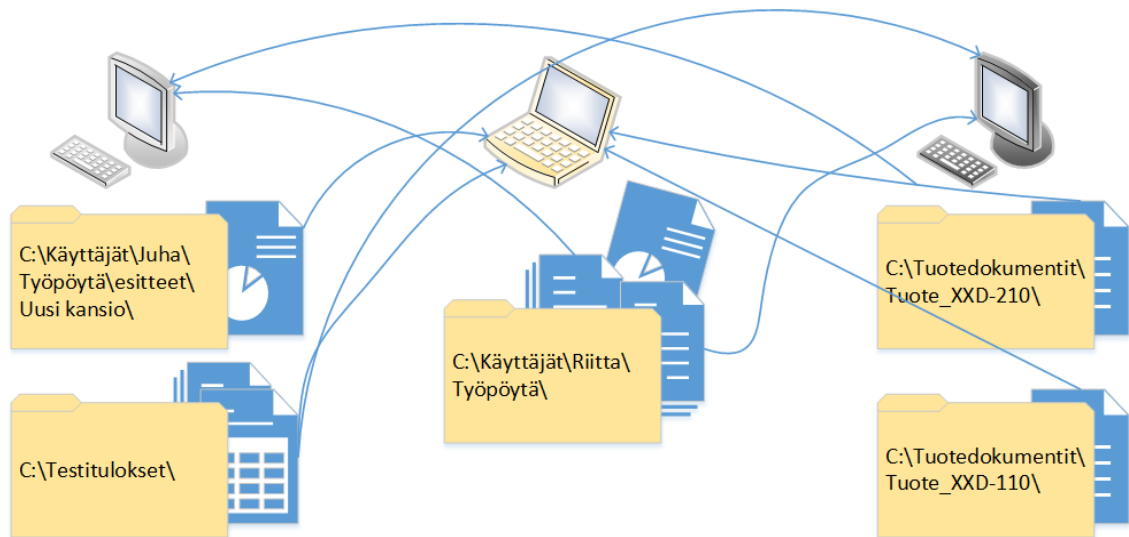 C:\Käyttäjät\Juha\
Työpöytä\esitteet\
Uusi kansio\
C:\Käyttäjät\Riitta\
Työpöytä\
C:\Tuotedokumentit\
Tuote_XXD-210\
C:\Testitulokset\
C:\Tuotedokumentit\
Tuote_XXD-110\